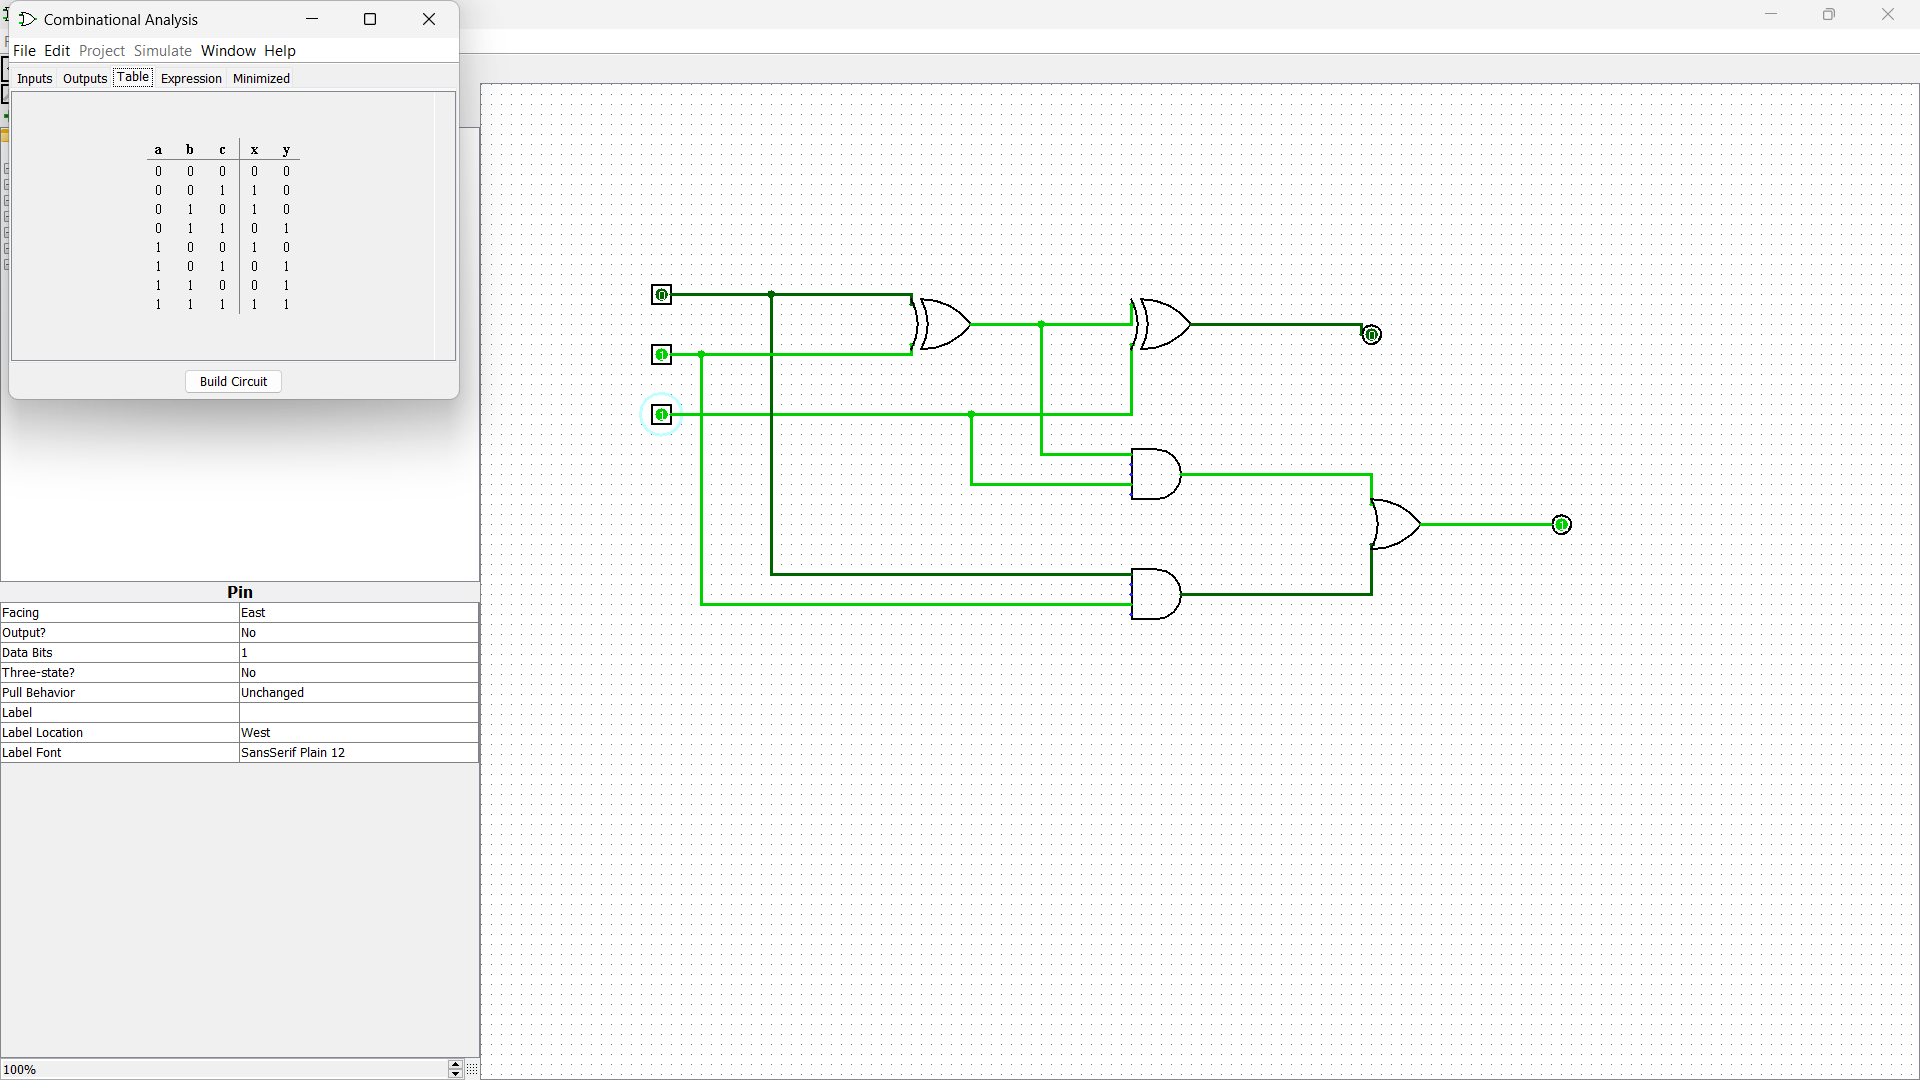 Combinational Analysis
File Edit Project Simulate Window Help
Inputs Outputs Table Expression Minimized
a b c x y
0 0 0 0 0
0 0 1 1 0
0 1 0 1 0
0 1 1 0 1
1 0 0 1 0
1 0 1 0 1
1 1 0 0 1
1 1 1 1 1
Build Circuit
0
1
1
0
1
Pin
Facing East
Output? No
Data Bits 1
Three-state? No
Pull Behavior Unchanged
Label
Label Location West
Label Font SansSerif Plain 12
100%